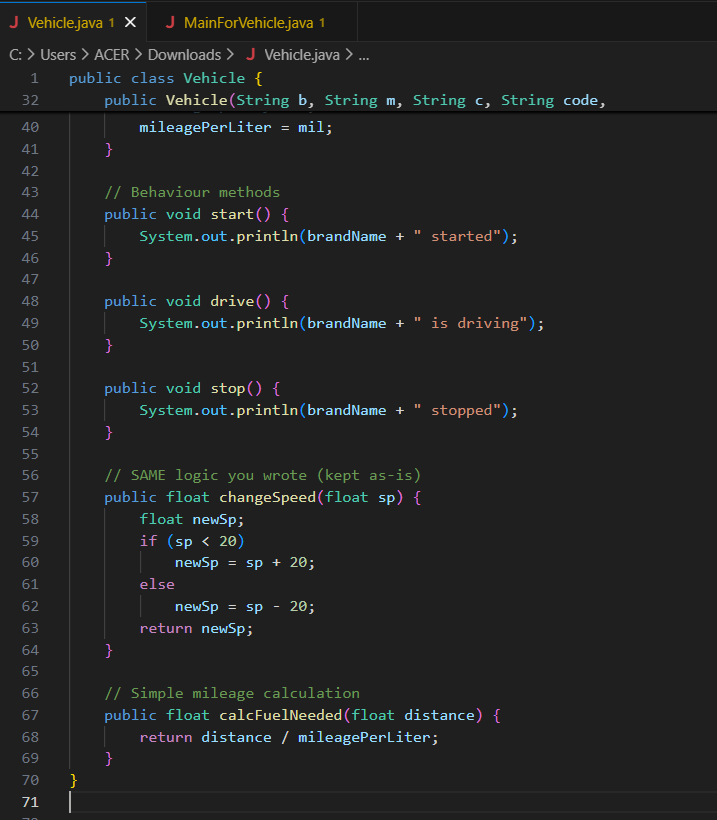 J Vehicle.java 1 ×
J MainForVehicle.java 1
C: > Users > ACER > Downloads > J Vehicle.java > ...
1 public class Vehicle {
32     public Vehicle(String b, String m, String c, String code,
40         mileagePerLiter = mil;
41     }
42
43     // Behaviour methods
44     public void start() {
45         System.out.println(brandName + " started");
46     }
47
48     public void drive() {
49         System.out.println(brandName + " is driving");
50     }
51
52     public void stop() {
53         System.out.println(brandName + " stopped");
54     }
55
56     // SAME logic you wrote (kept as-is)
57     public float changeSpeed(float sp) {
58         float newSp;
59         if (sp < 20)
60             newSp = sp + 20;
61         else
62             newSp = sp - 20;
63         return newSp;
64     }
65
66     // Simple mileage calculation
67     public float calcFuelNeeded(float distance) {
68         return distance / mileagePerLiter;
69     }
70 }
71